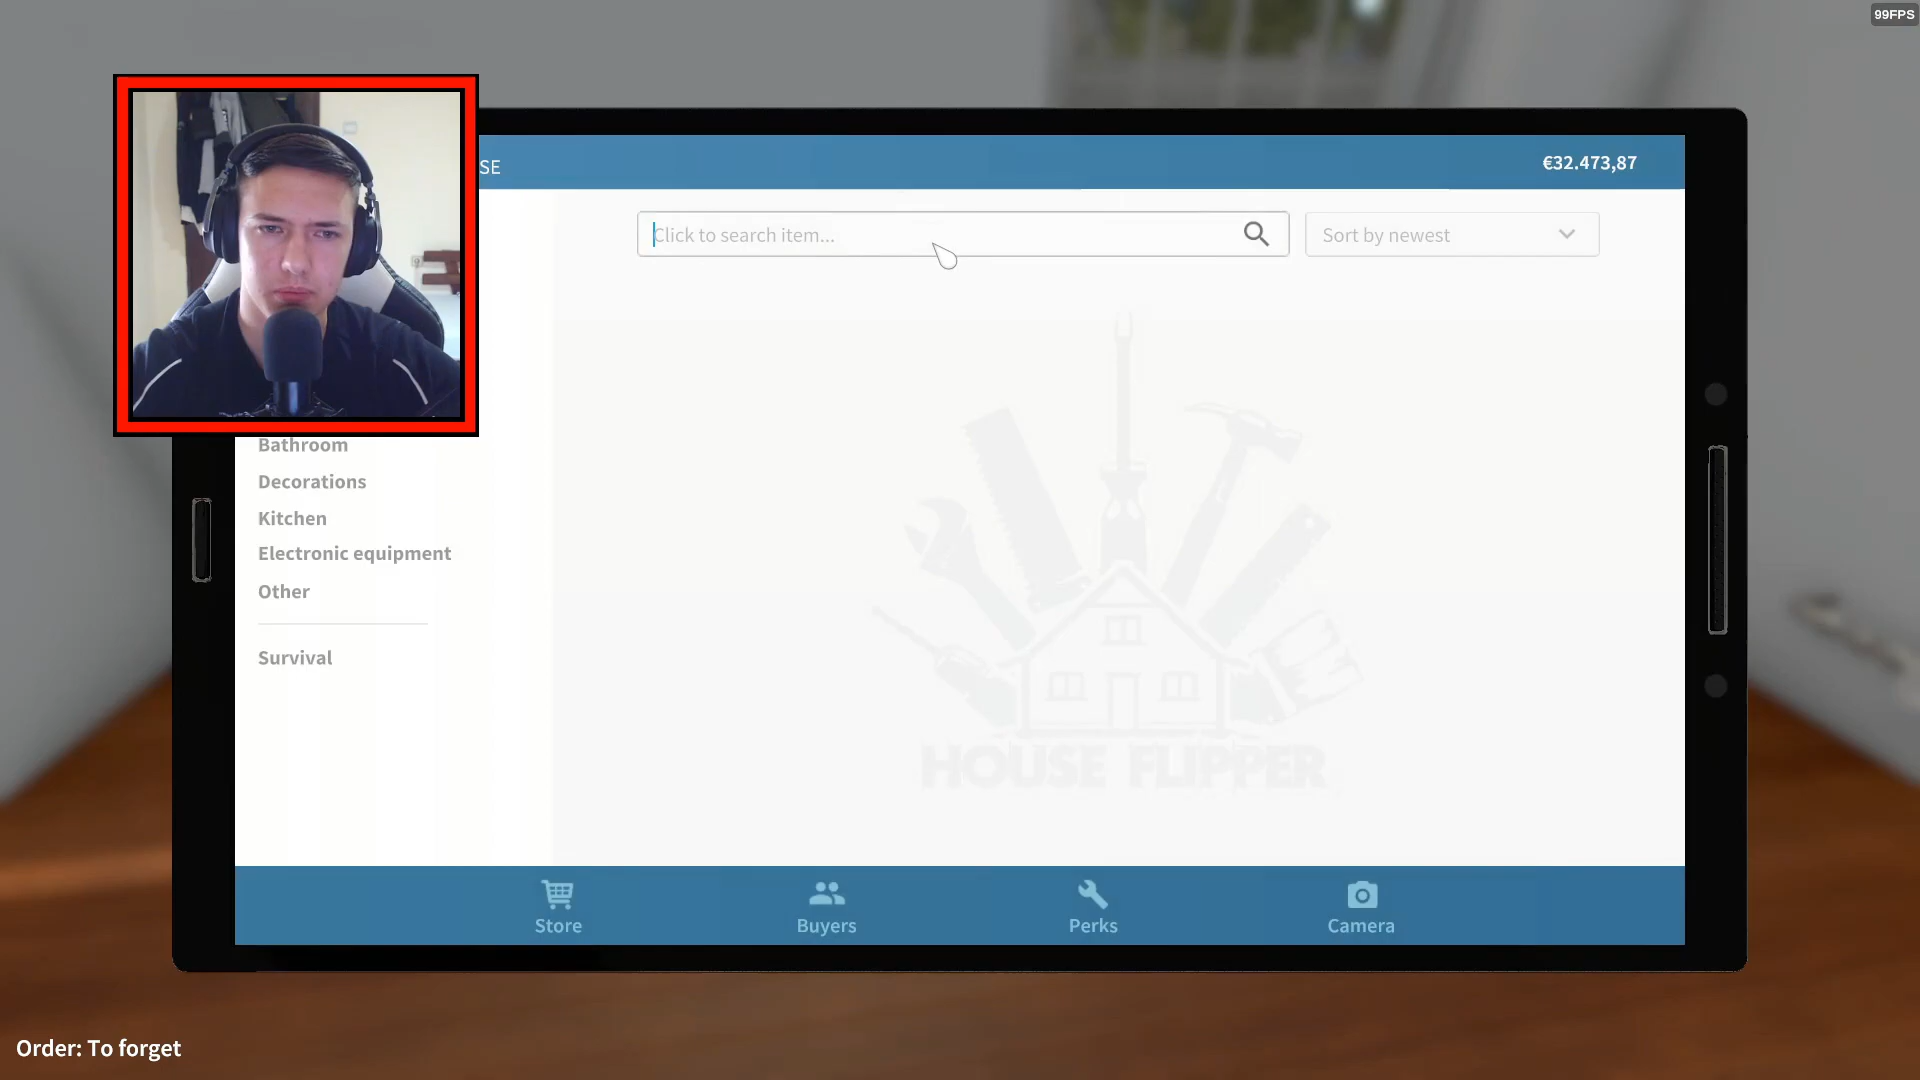 99FPS
SE
€32.473,87
Click to search item...
Sort by newest
Bathroom
Decorations
Kitchen
Electronic equipment
Other
Survival
HOUSE FLIPPER
Store
Buyers
Perks
Camera
Order: To forget